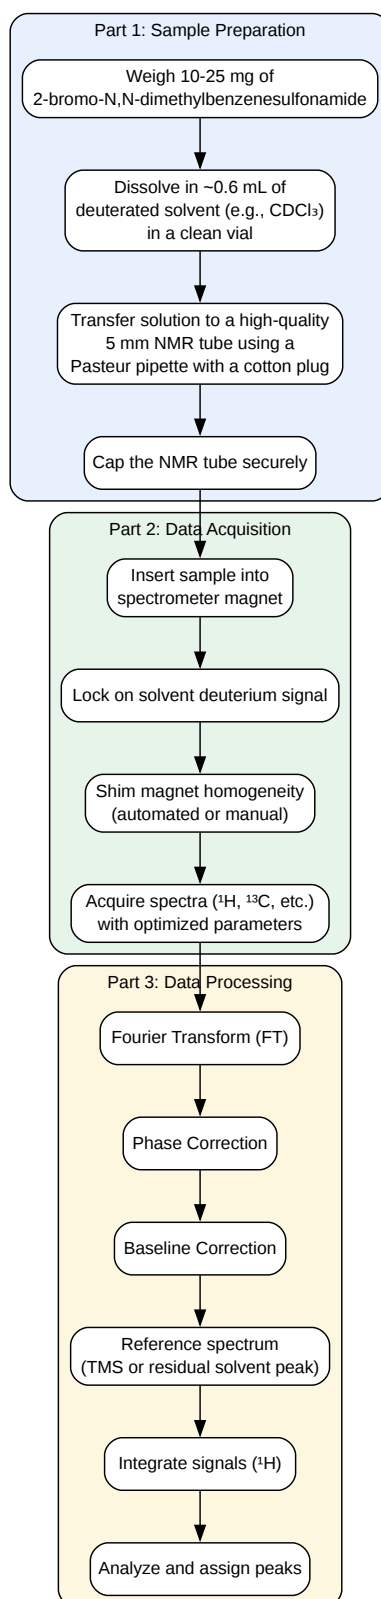 Part 1: Sample Preparation
Weigh 10-25 mg of
2-bromo-N,N-dimethylbenzenesulfonamide
Dissolve in ~0.6 mL of
deuterated solvent (e.g., CDCl₃)
in a clean vial
Transfer solution to a high-quality
5 mm NMR tube using a
Pasteur pipette with a cotton plug
Cap the NMR tube securely
Part 2: Data Acquisition
Insert sample into
spectrometer magnet
Lock on solvent deuterium signal
Shim magnet homogeneity
(automated or manual)
Acquire spectra (¹H, ¹³C, etc.)
with optimized parameters
Part 3: Data Processing
Fourier Transform (FT)
Phase Correction
Baseline Correction
Reference spectrum
(TMS or residual solvent peak)
Integrate signals (¹H)
Analyze and assign peaks